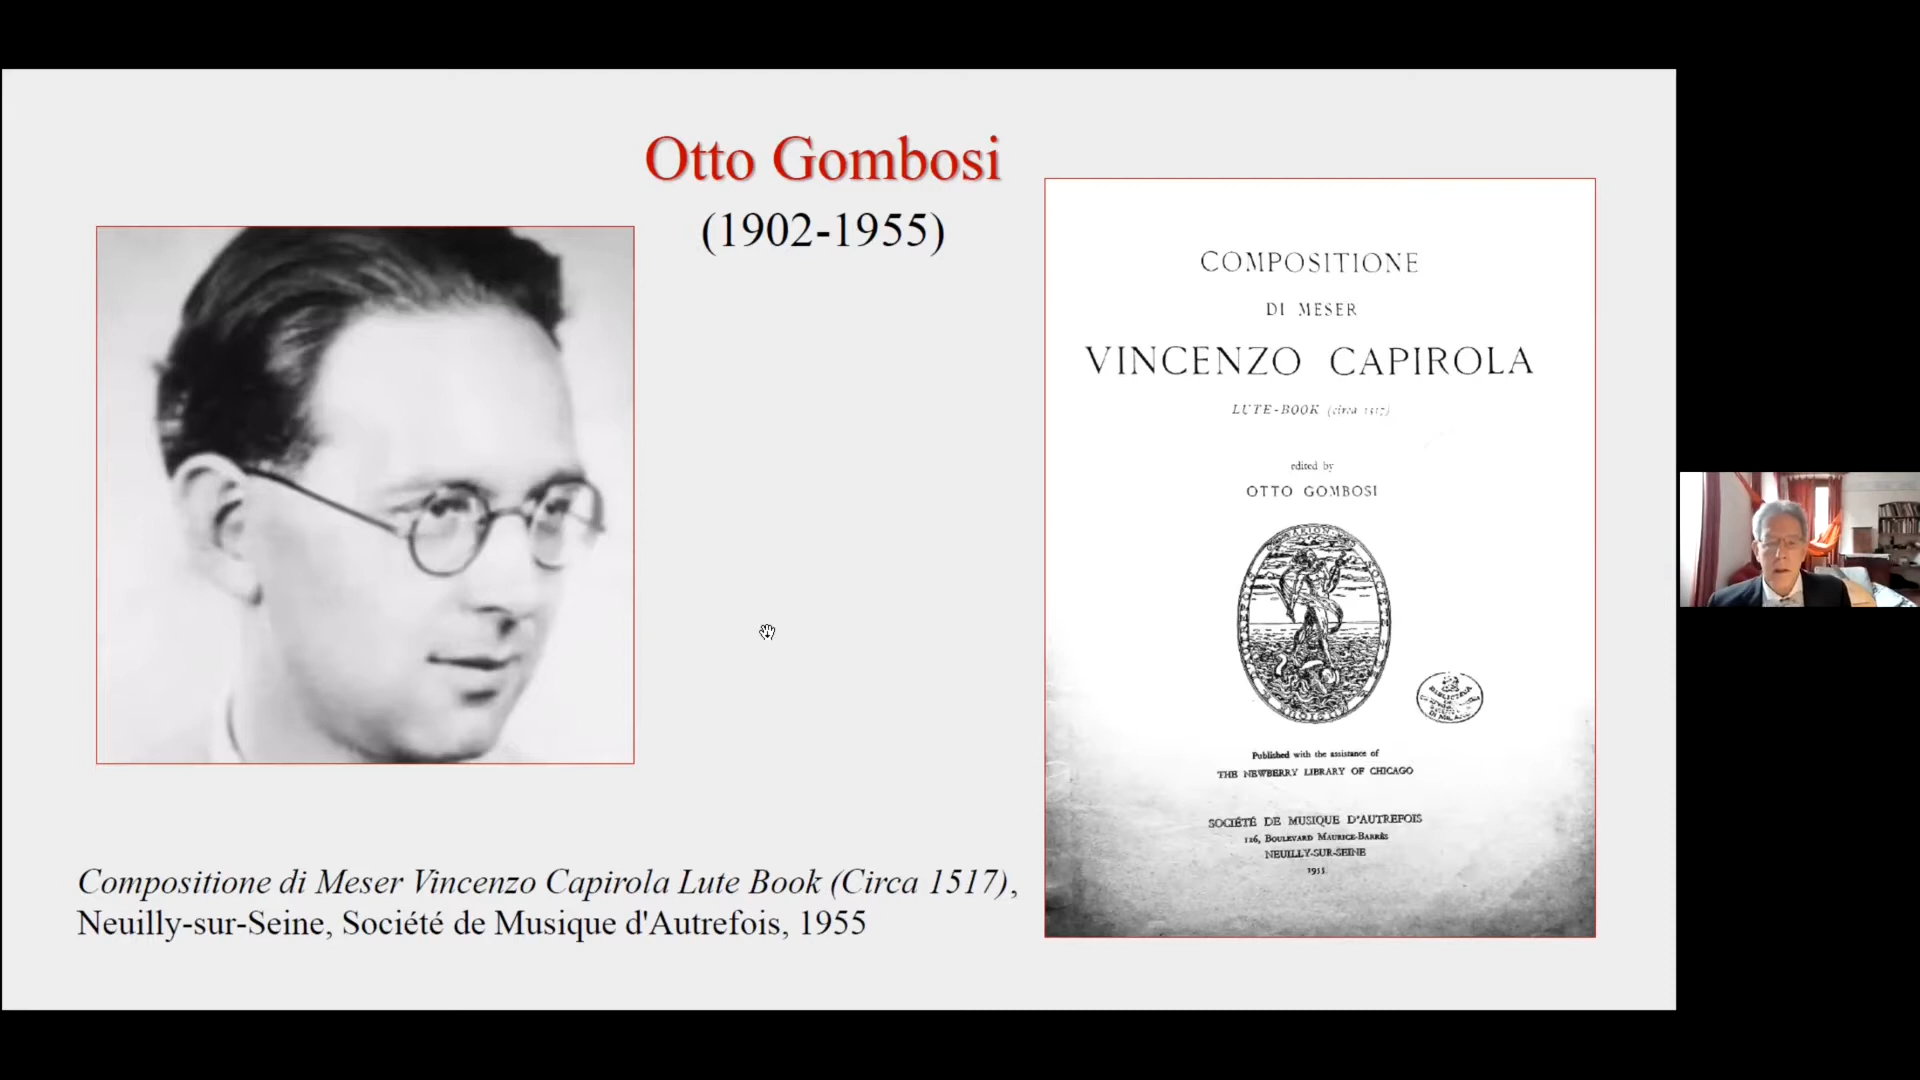 Otto Gombosi
(1902-1955)
COMPOSITIONE
DI MESER
VINCENZO CAPIROLA
LUTE-BOOK (circa 1517)
edited by
OTTO GOMBOSI
Published with the assistance of
THE NEWBERRY LIBRARY OF CHICAGO
SOCIÉTÉ DE MUSIQUE D'AUTREFOIS
126, BOULEVARD MAURICE-BARRÈS
NEUILLY-SUR-SEINE
1955
Compositione di Meser Vincenzo Capirola Lute Book (Circa 1517),
Neuilly-sur-Seine, Société de Musique d'Autrefois, 1955